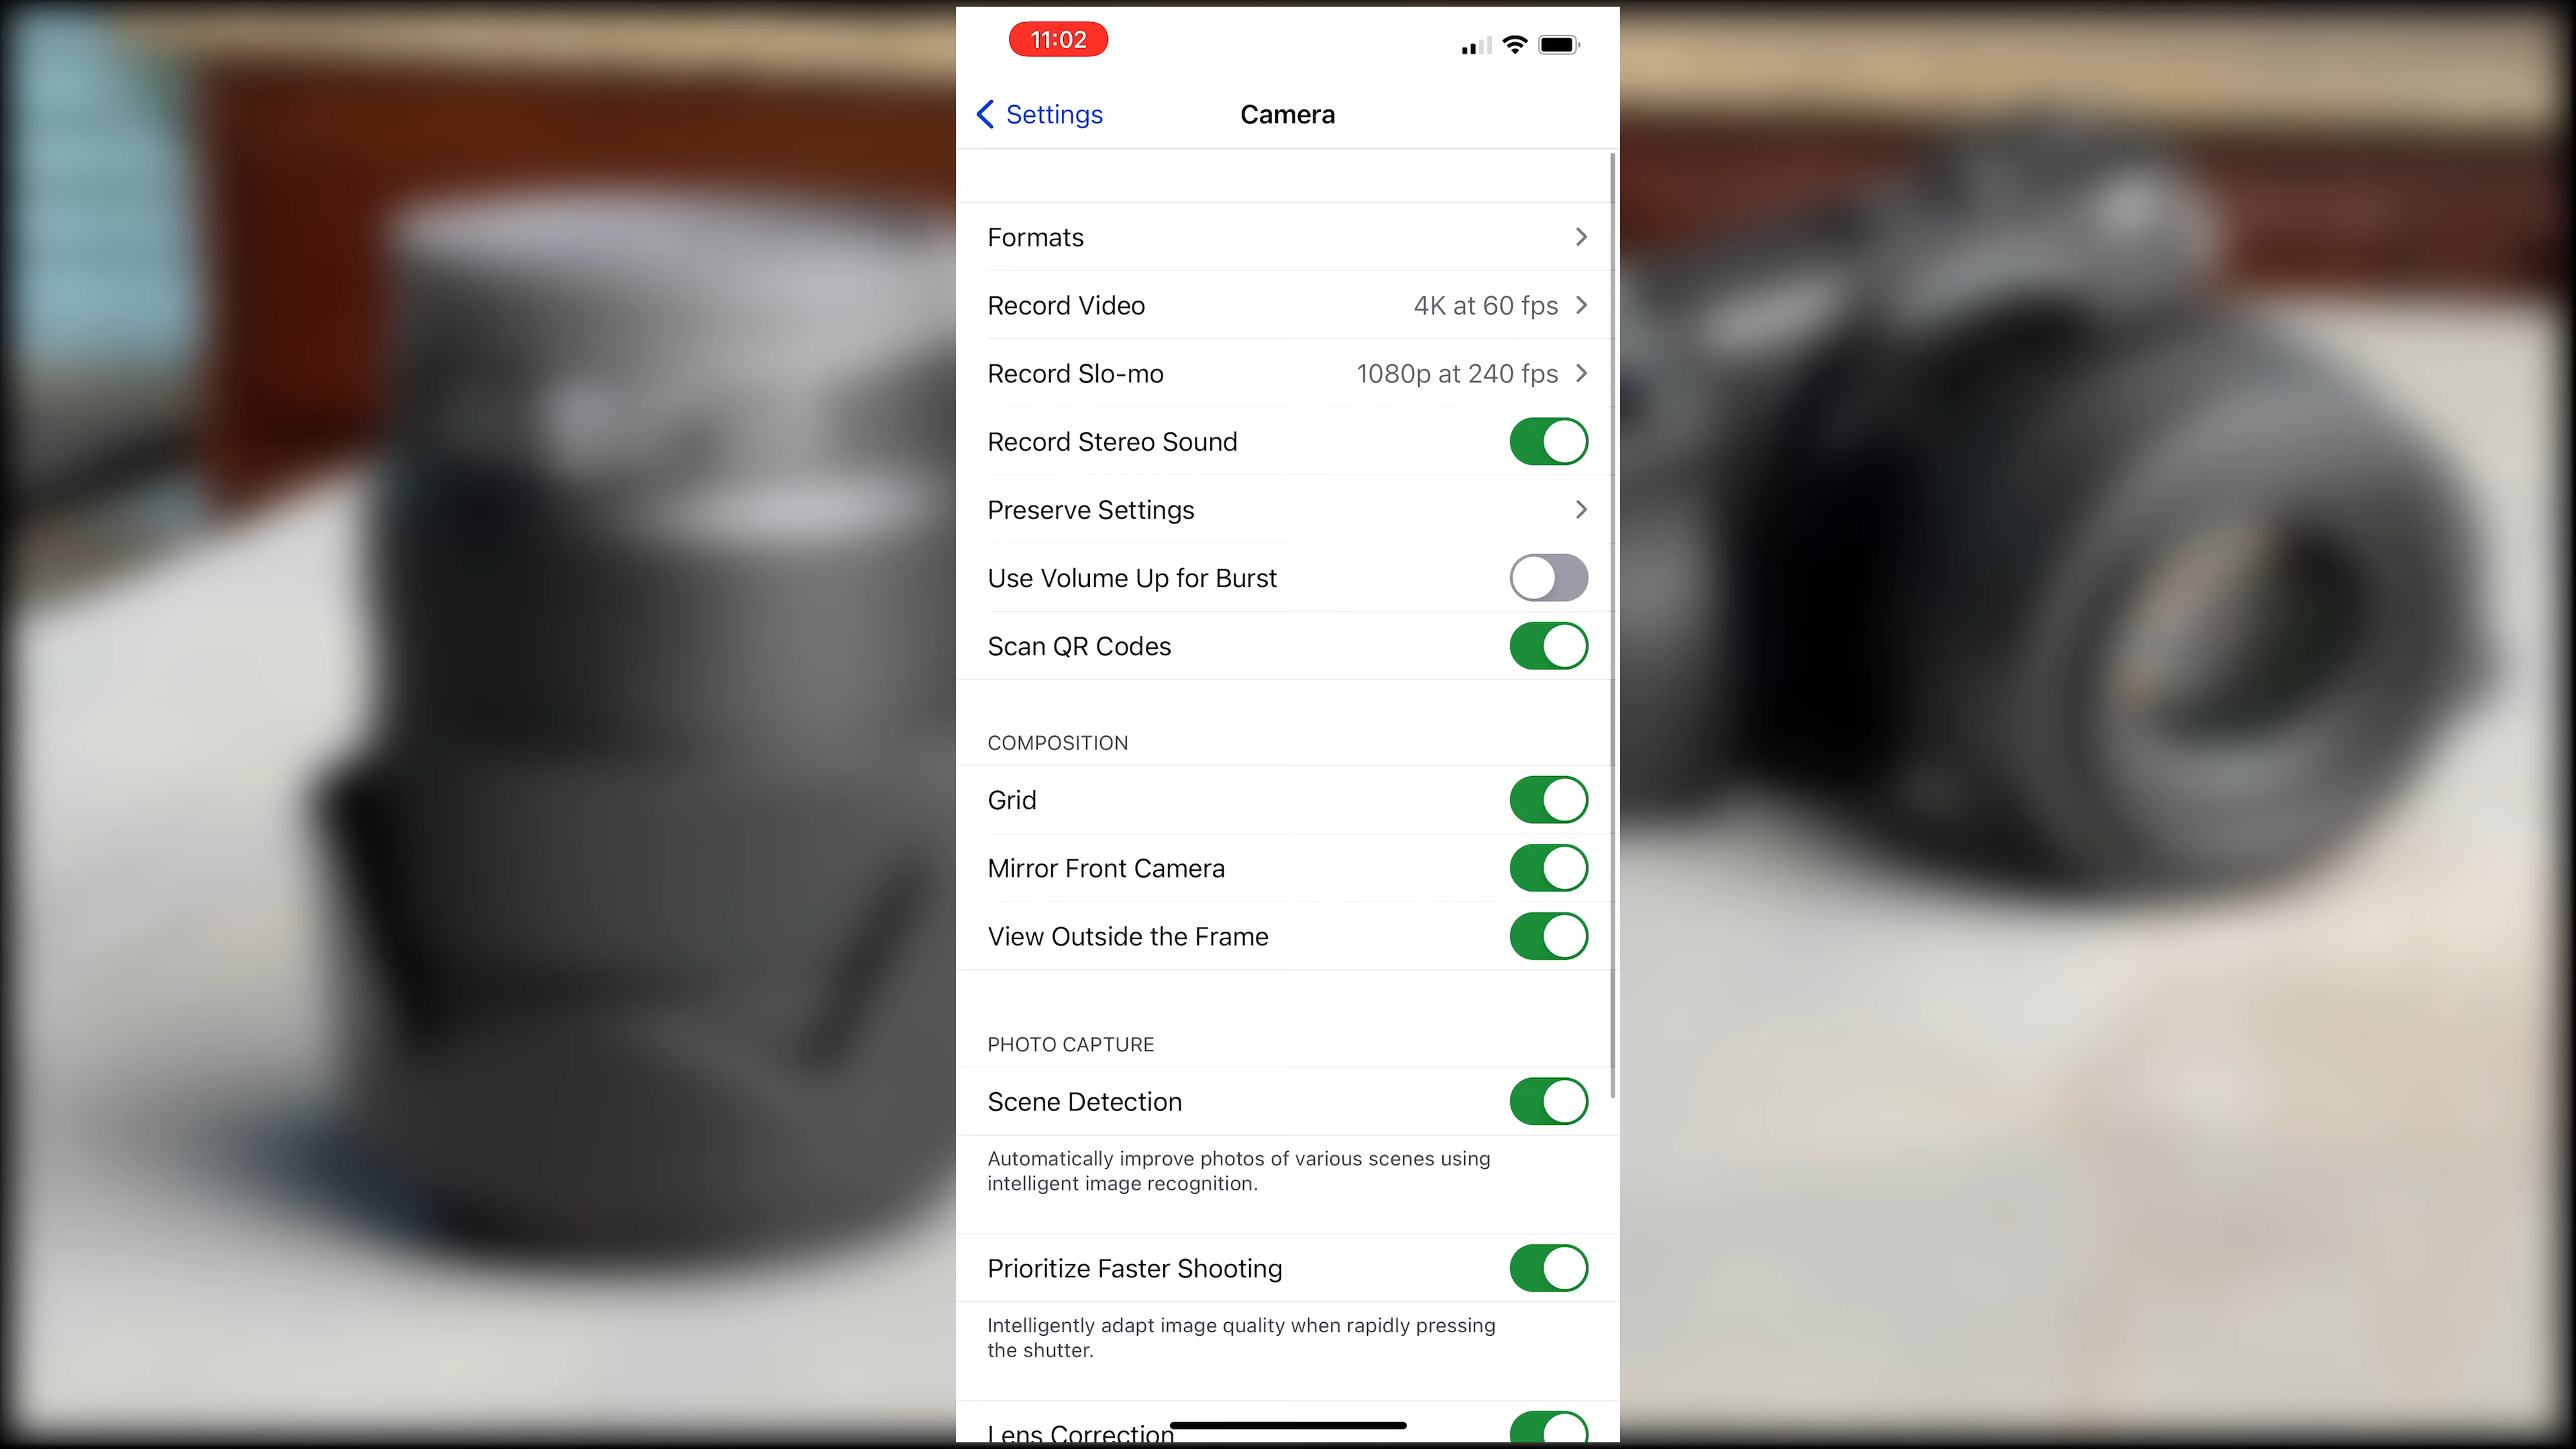 11:02
Settings
Camera
Formats
Record Video 4K at 60 fps
Record Slo-mo 1080p at 240 fps
Record Stereo Sound
Preserve Settings
Use Volume Up for Burst
Scan QR Codes
COMPOSITION
Grid
Mirror Front Camera
View Outside the Frame
PHOTO CAPTURE
Scene Detection
Automatically improve photos of various scenes using
intelligent image recognition.
Prioritize Faster Shooting
Intelligently adapt image quality when rapidly pressing
the shutter.
Lens Correction